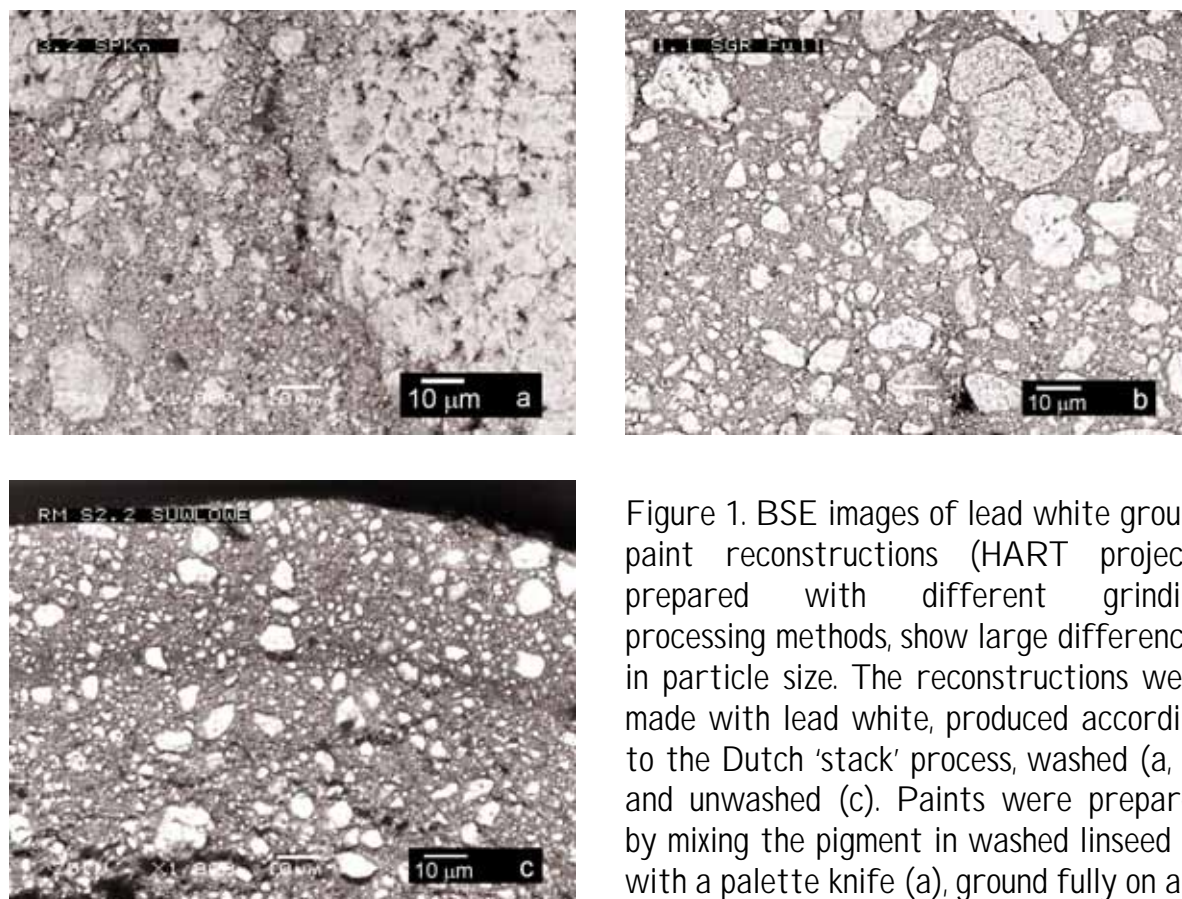 3.2 SPKn
10 μm a
1.1 SGR Full
10 μm b
RM S2.2 SUWLOWE
10 μm c
Figure 1. BSE images of lead white grou
paint reconstructions (HART projec
prepared with different grindi
processing methods, show large differenc
in particle size. The reconstructions we
made with lead white, produced accordi
to the Dutch ‘stack’ process, washed (a,
and unwashed (c). Paints were prepar
by mixing the pigment in washed linseed
with a palette knife (a), ground fully on a